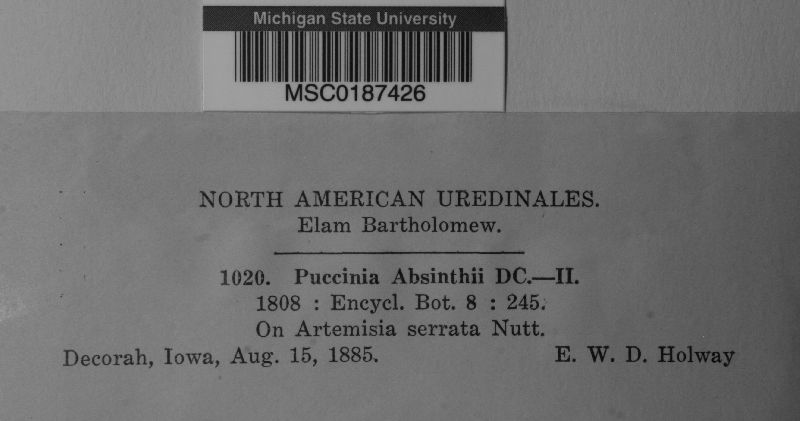 Michigan State University
MSC0187426
NORTH AMERICAN UREDINALES.
Elam Bartholomew.
1020. Puccinia Absinthii DC.—II.
1808 : Encycl. Bot. 8 : 245.
On Artemisia serrata Nutt.
Decorah, Iowa, Aug. 15, 1885. E. W. D. Holway